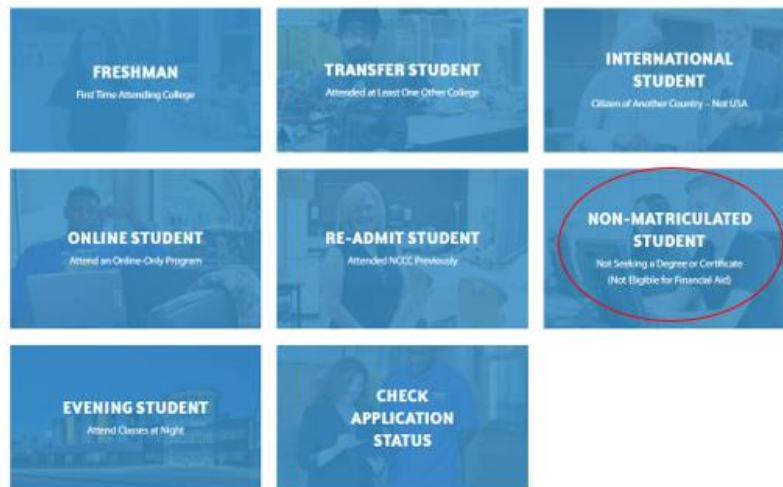 FRESHMAN
First Time Attending College
TRANSFER STUDENT
Attended at Least One Other College
INTERNATIONAL
STUDENT
Citizen of Another Country – Not USA
ONLINE STUDENT
Attend an Online-Only Program
RE-ADMIT STUDENT
Attended NCCC Previously
NON-MATRICULATED
STUDENT
Not Seeking a Degree or Certificate
(Not Eligible for Financial Aid)
EVENING STUDENT
Attend Classes at Night
CHECK
APPLICATION
STATUS